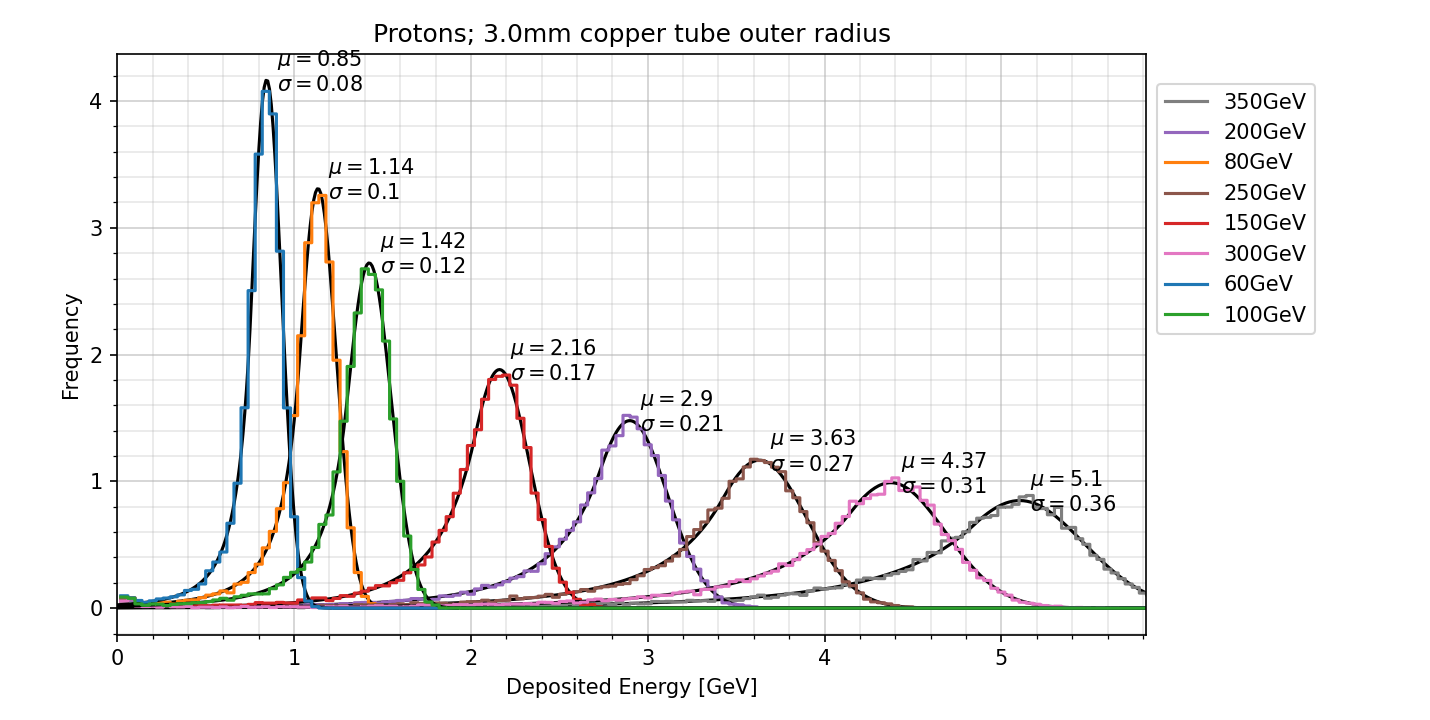 Protons; 3.0mm copper tube outer radius
μ = 0.85
σ = 0.08
μ = 1.14
σ = 0.1
μ = 1.42
σ = 0.12
μ = 2.16
σ = 0.17
μ = 2.9
σ = 0.21
μ = 3.63
σ = 0.27
μ = 4.37
σ = 0.31
μ = 5.1
σ = 0.36
Frequency
4
3
2
1
0
0 1 2 3 4 5
Deposited Energy [GeV]
350GeV
200GeV
80GeV
250GeV
150GeV
300GeV
60GeV
100GeV